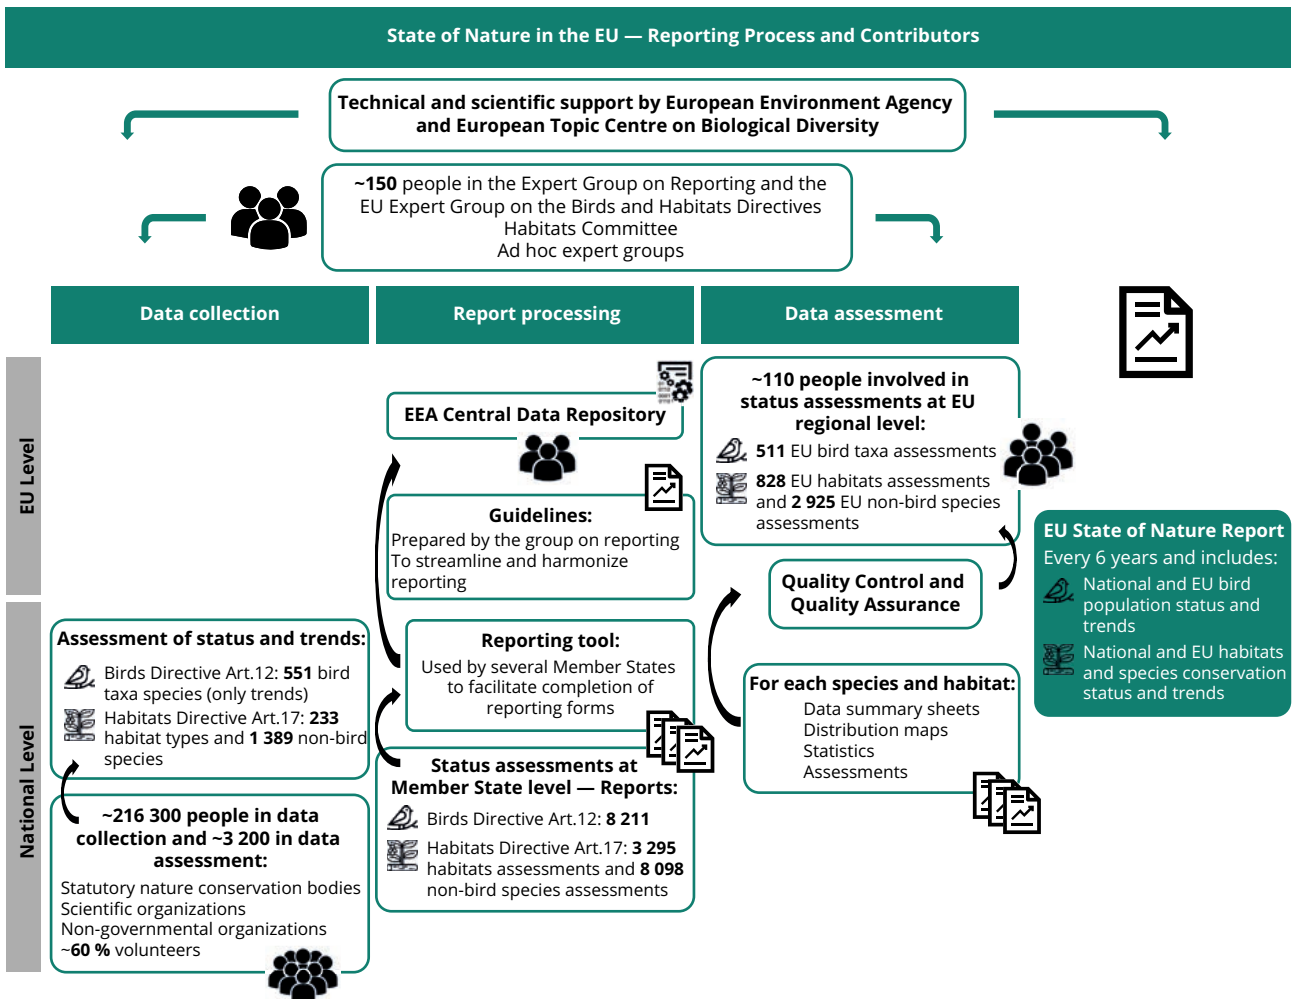 State of Nature in the EU — Reporting Process and Contributors
Technical and scientific support by European Environment Agency
and European Topic Centre on Biological Diversity
~150 people in the Expert Group on Reporting and the
EU Expert Group on the Birds and Habitats Directives
Habitats Committee
Ad hoc expert groups
Data collection
Report processing
Data assessment
EU Level
National Level
Assessment of status and trends:
Birds Directive Art.12: 551 bird
taxa species (only trends)
Habitats Directive Art.17: 233
habitat types and 1 389 non-bird
species
~216 300 people in data
collection and ~3 200 in data
assessment:
Statutory nature conservation bodies
Scientific organizations
Non-governmental organizations
~60 % volunteers
EEA Central Data Repository
Guidelines:
Prepared by the group on reporting
To streamline and harmonize
reporting
Reporting tool:
Used by several Member States
to facilitate completion of
reporting forms
Status assessments at
Member State level — Reports:
Birds Directive Art.12: 8 211
Habitats Directive Art.17: 3 295
habitats assessments and 8 098
non-bird species assessments
~110 people involved in
status assessments at EU
regional level:
511 EU bird taxa assessments
828 EU habitats assessments
and 2 925 EU non-bird species
assessments
Quality Control and
Quality Assurance
For each species and habitat:
Data summary sheets
Distribution maps
Statistics
Assessments
EU State of Nature Report
Every 6 years and includes:
National and EU bird
population status and
trends
National and EU habitats
and species conservation
status and trends